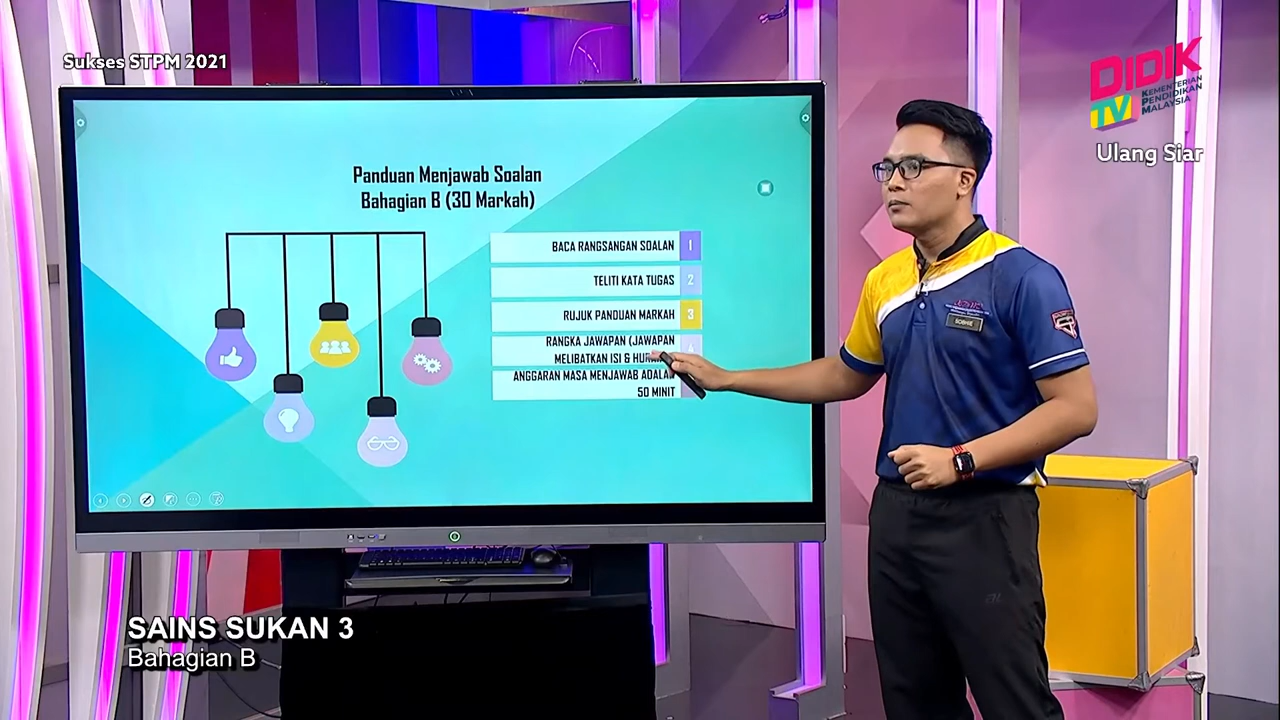 Sukses STPM 2021
DIDIK
TV
KEMENTERIAN
PENDIDIKAN
MALAYSIA
Ulang Siar
Panduan Menjawab Soalan
Bahagian B (30 Markah)
BACA RANGSANGAN SOALAN 1
TELITI KATA TUGAS 2
RUJUK PANDUAN MARKAH 3
RANGKA JAWAPAN (JAWAPAN 4
MELIBATKAN ISI &
ANGGARAN MASA MENJAWAB ADALAH
50 MINIT
SAINS SUKAN 3
Bahagian B